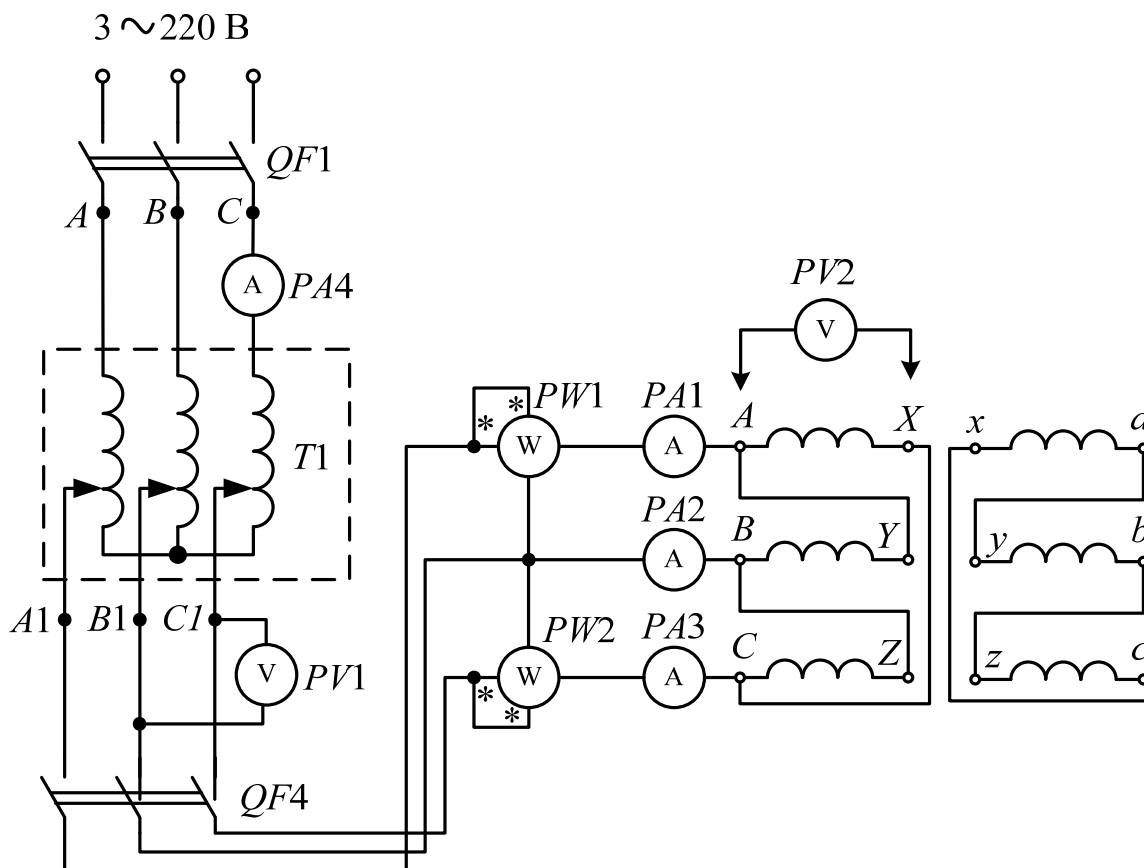 3 ~ 220 В
QF1
A B C
A PA4
PV2
V
T1
* * PW1 PA1 A X x a
W A
PA2 B Y y b
A
A1 B1 C1
PW2 PA3 C Z z c
V PV1
W A
* *
QF4